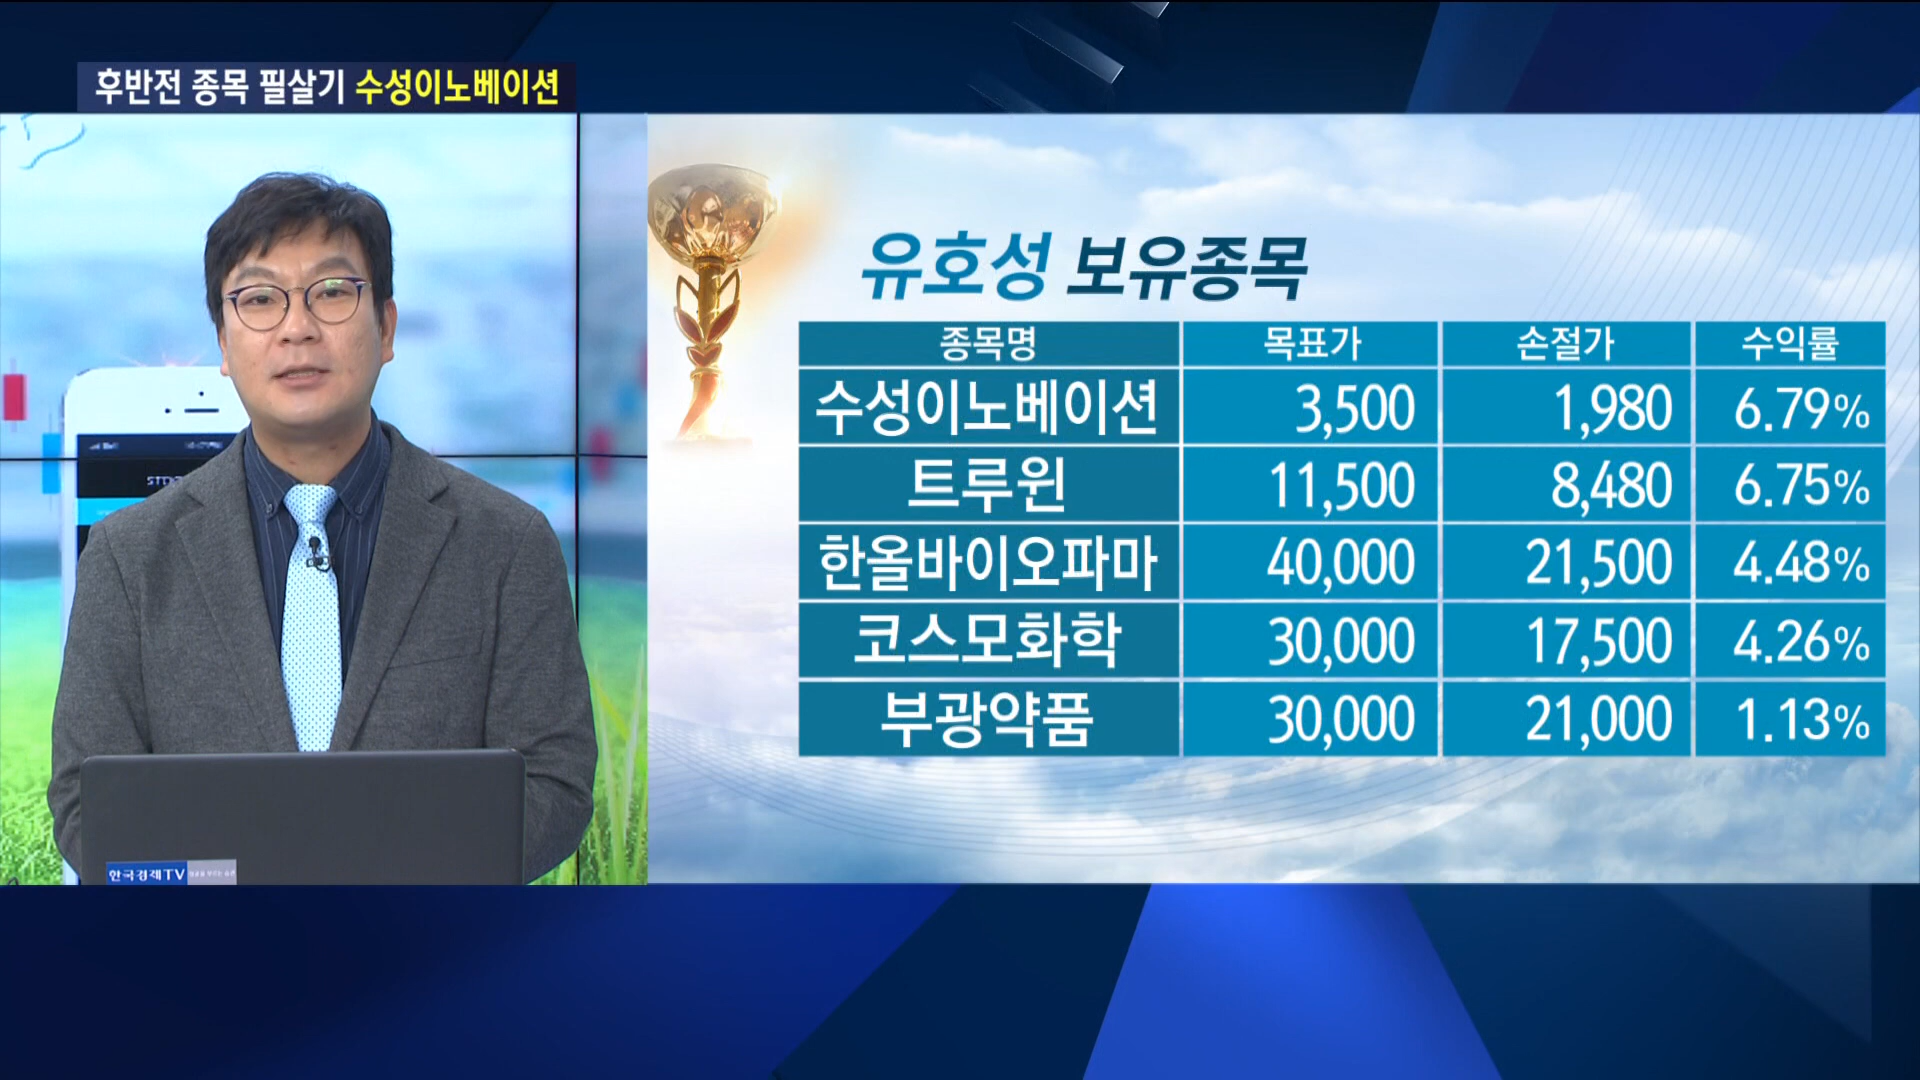 후반전 종목 필살기 수성이노베이션
유호성 보유종목
종목명 목표가 손절가 수익률
수성이노베이션 3,500 1,980 6.79%
트루윈 11,500 8,480 6.75%
한올바이오파마 40,000 21,500 4.48%
코스모화학 30,000 17,500 4.26%
부광약품 30,000 21,000 1.13%
한국경제TV